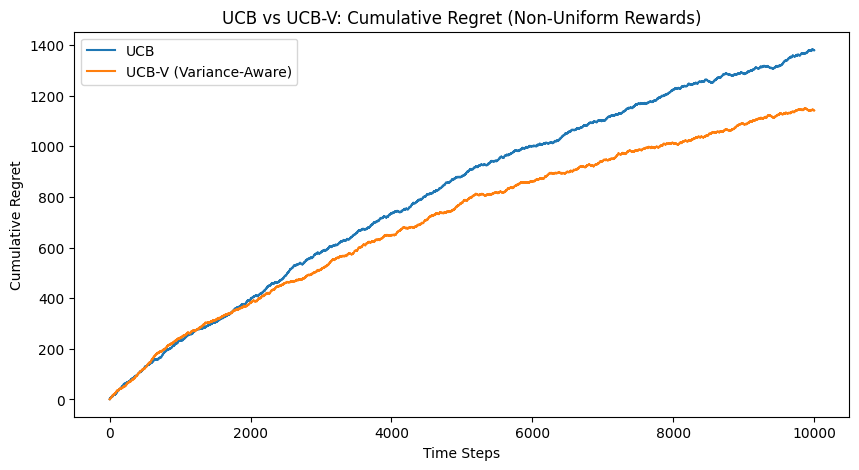 UCB vs UCB-V: Cumulative Regret (Non-Uniform Rewards)
UCB
UCB-V (Variance-Aware)
Cumulative Regret
1400
1200
1000
800
600
400
200
0
0 2000 4000 6000 8000 10000
Time Steps